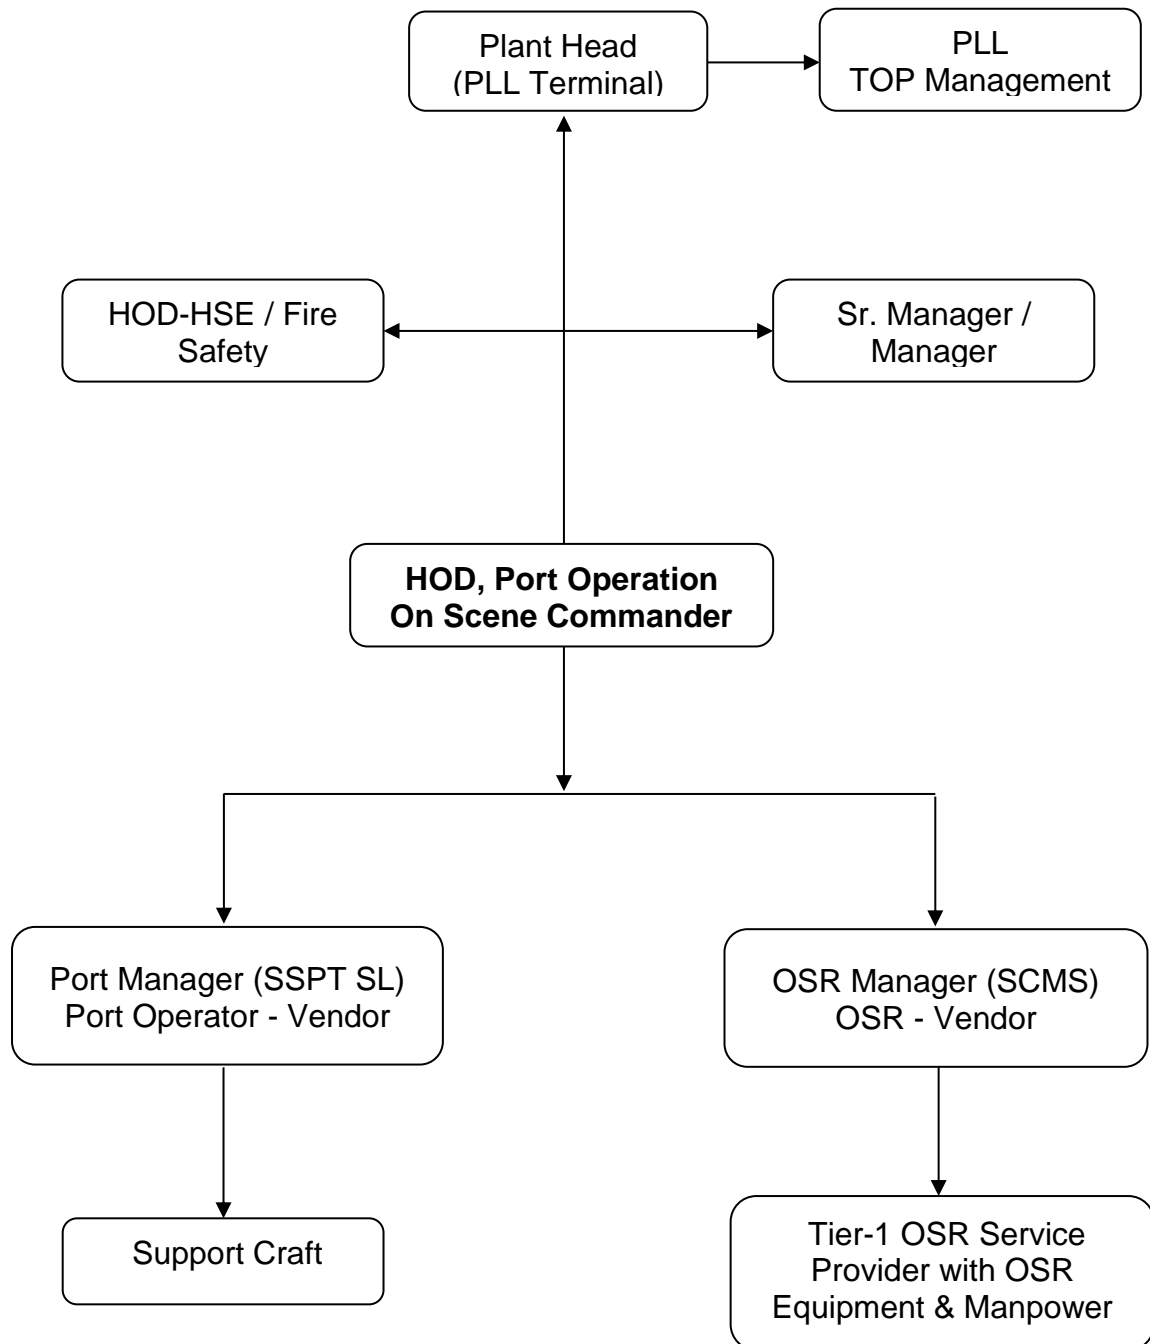 Plant Head
(PLL Terminal)
PLL
TOP Management
HOD-HSE / Fire
Safety
Sr. Manager /
Manager
HOD, Port Operation
On Scene Commander
Port Manager (SSPT SL)
Port Operator - Vendor
OSR Manager (SCMS)
OSR - Vendor
Support Craft
Tier-1 OSR Service
Provider with OSR
Equipment & Manpower